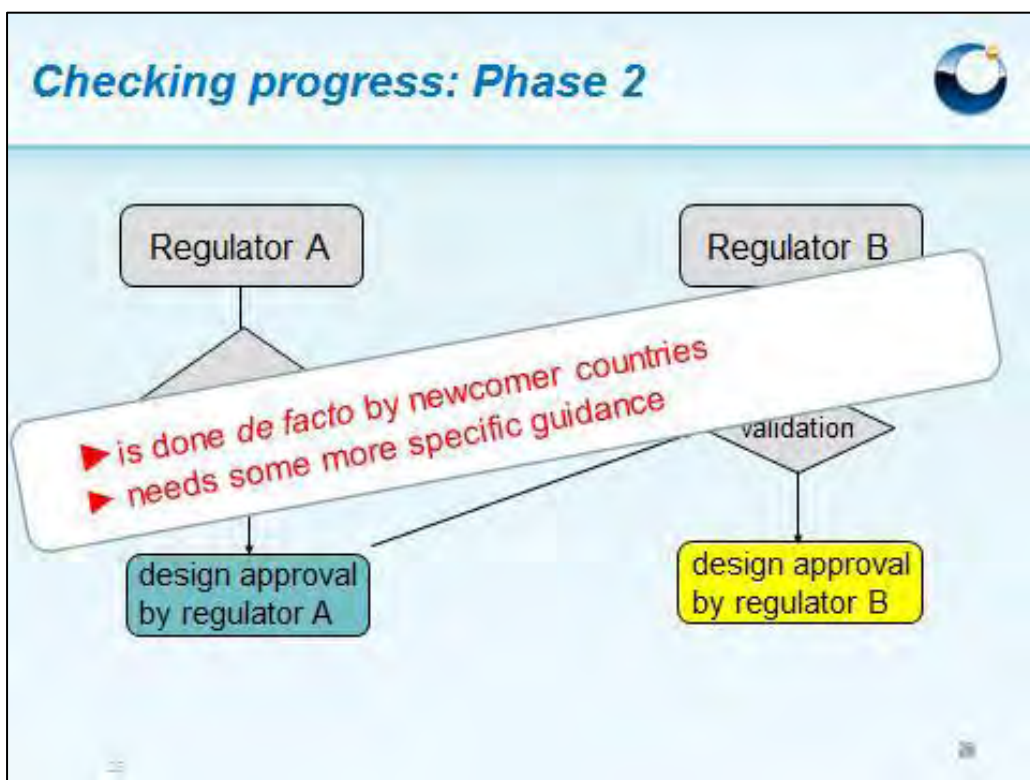 Checking progress: Phase 2
Regulator A
Regulator B
► is done de facto by newcomer countries
► needs some more specific guidance
validation
design approval
by regulator A
design approval
by regulator B